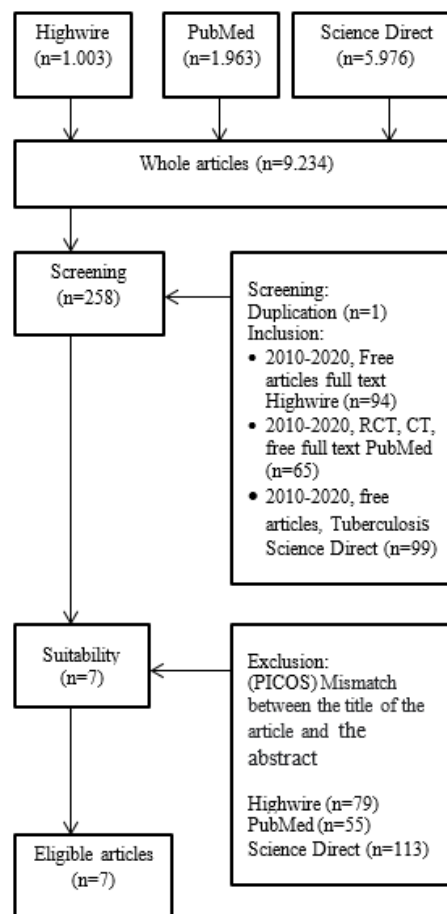 Highwire
(n=1.003)
PubMed
(n=1.963)
Science Direct
(n=5.976)
Whole articles (n=9.234)
Screening
(n=258)
Screening:
Duplication (n=1)
Inclusion:
• 2010-2020, Free
articles full text
Highwire (n=94)
• 2010-2020, RCT, CT,
free full text PubMed
(n=65)
• 2010-2020, free
articles, Tuberculosis
Science Direct (n=99)
Suitability
(n=7)
Exclusion:
(PICOS) Mismatch
between the title of the
article and the
abstract
Highwire (n=79)
PubMed (n=55)
Science Direct (n=113)
Eligible articles
(n=7)